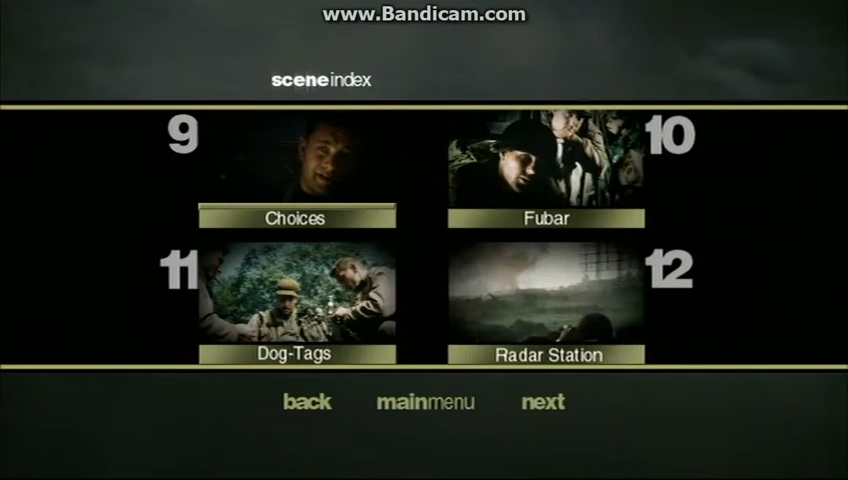 www.Bandicam.com
sceneindex
9
10
Choices
Fubar
11
12
Dog-Tags
Radar Station
back
mainmenu
next